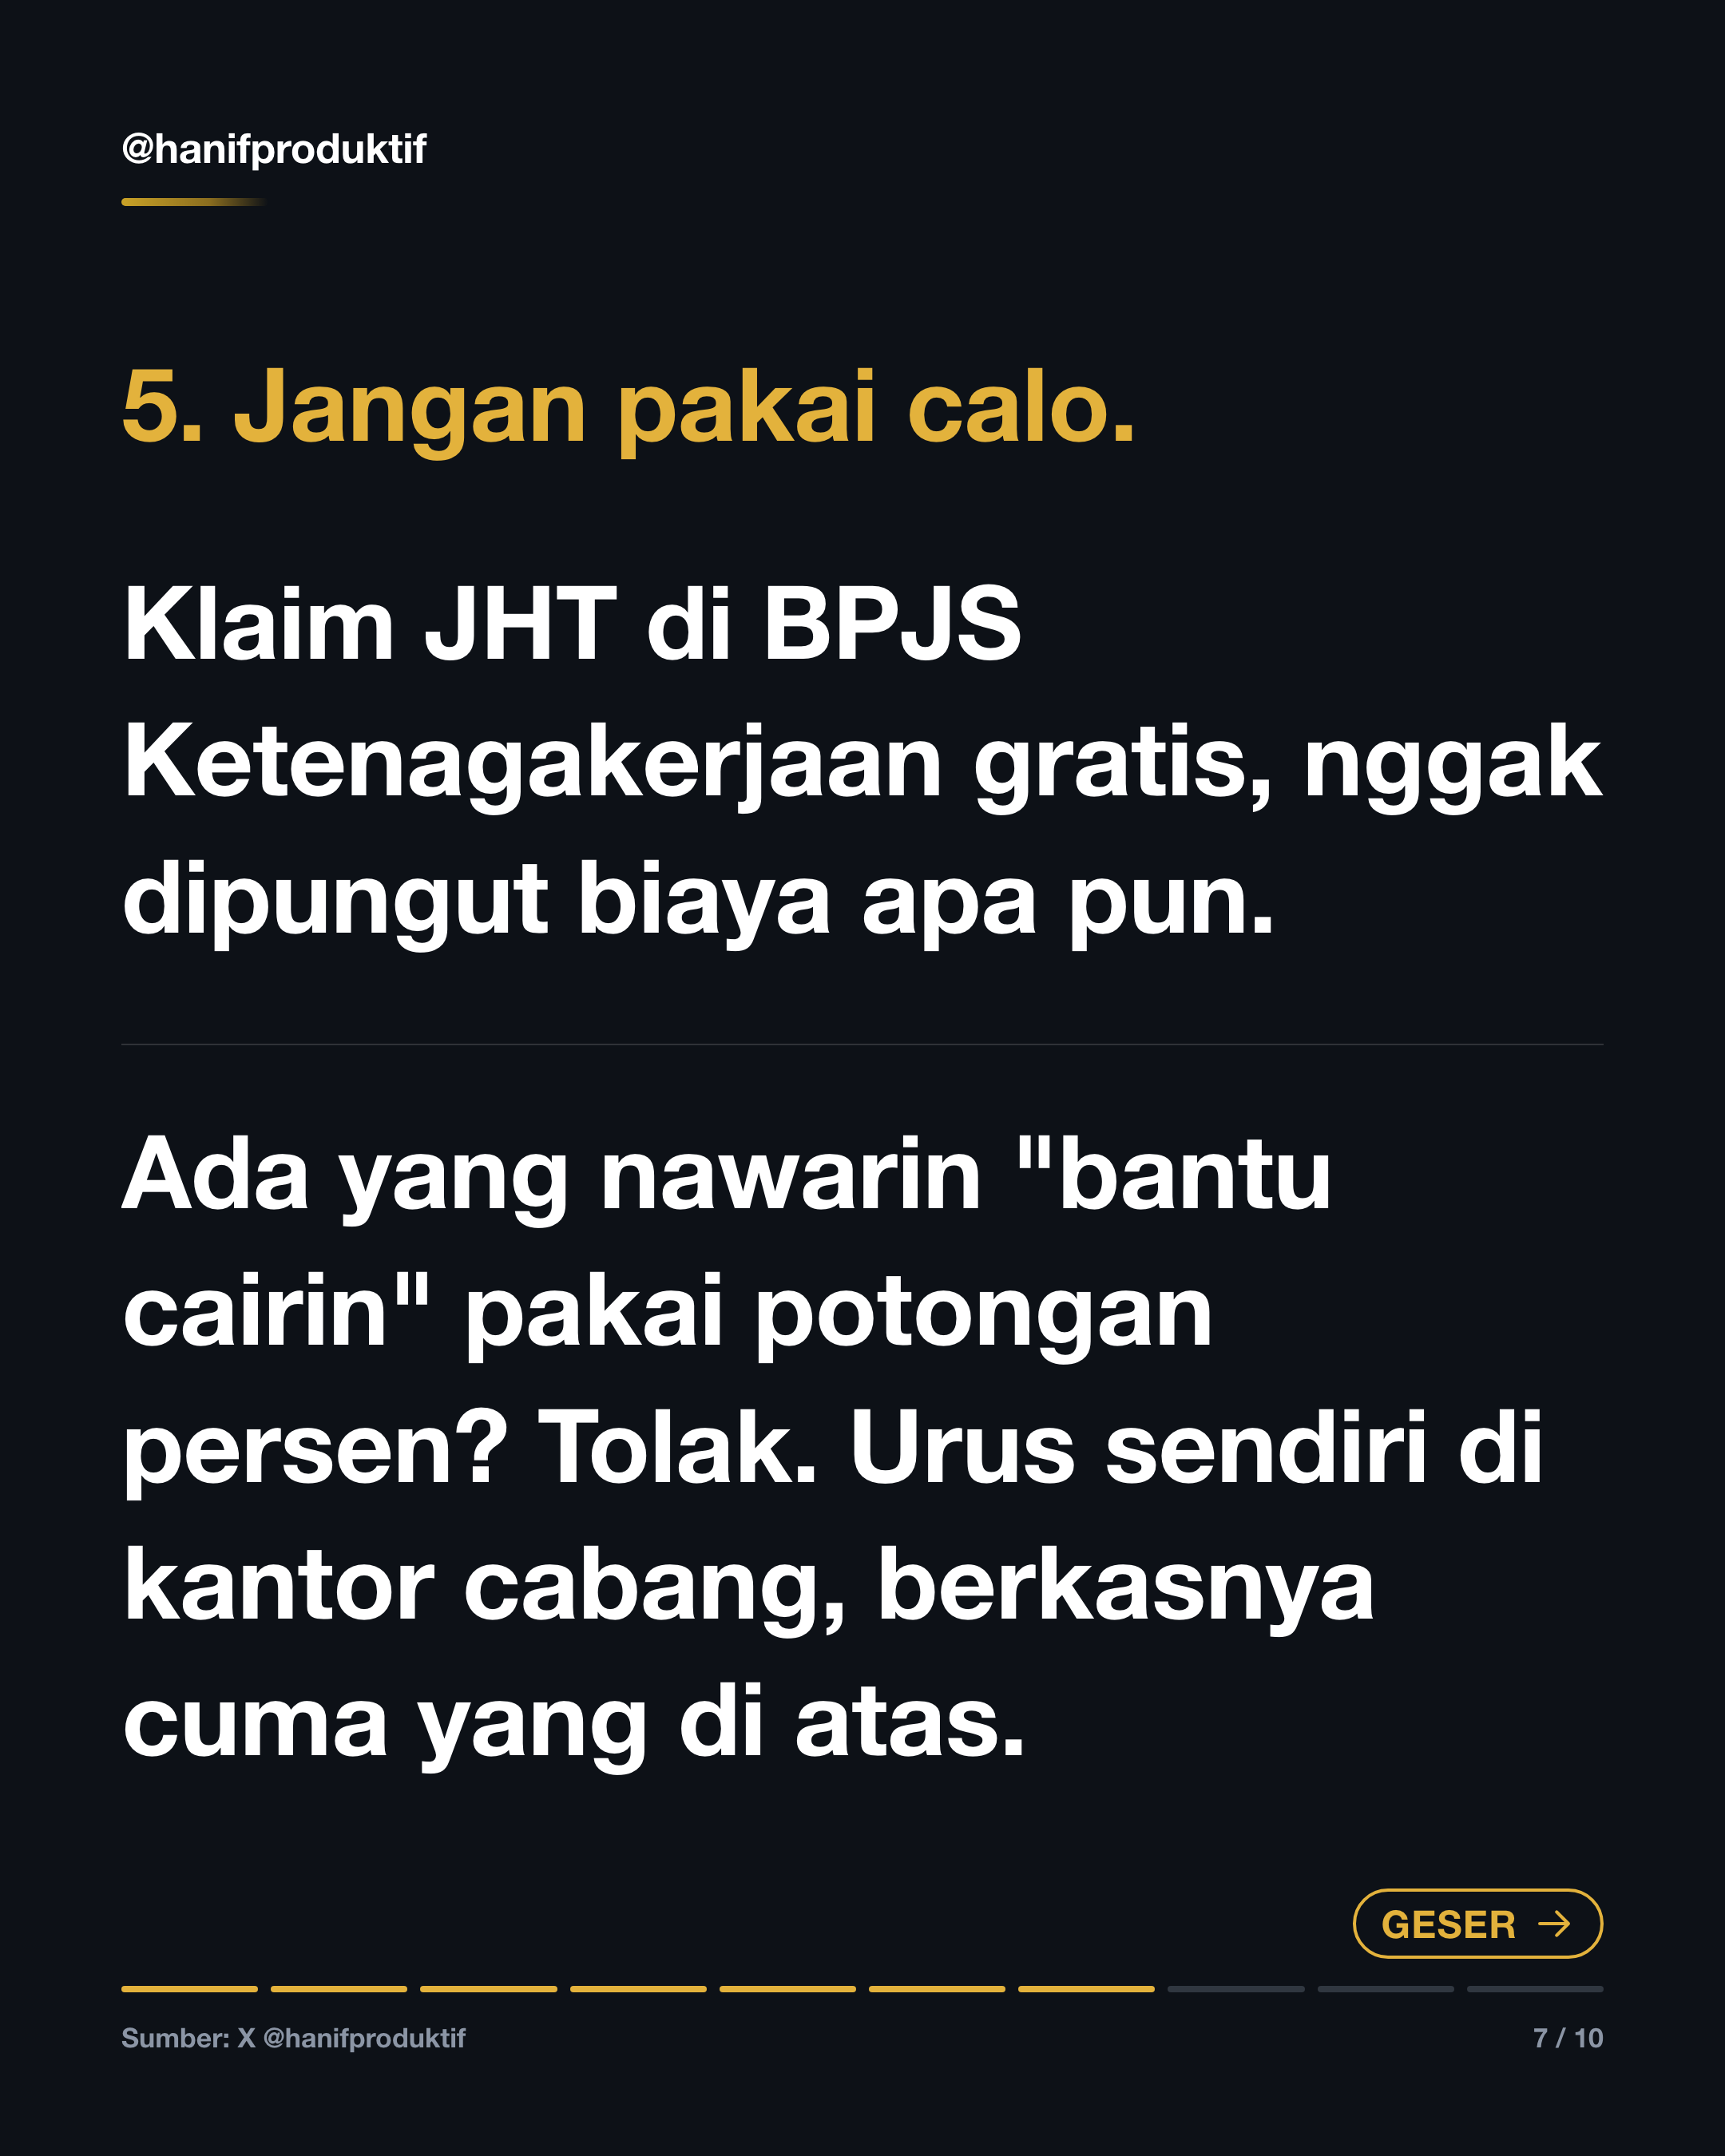 @hanifproduktif
5. Jangan pakai calo.
Klaim JHT di BPJS
Ketenagakerjaan gratis, nggak
dipungut biaya apa pun.
Ada yang nawarin "bantu
cairin" pakai potongan
persen? Tolak. Urus sendiri di
kantor cabang, berkasnya
cuma yang di atas.
GESER →
Sumber: X @hanifproduktif
7 / 10